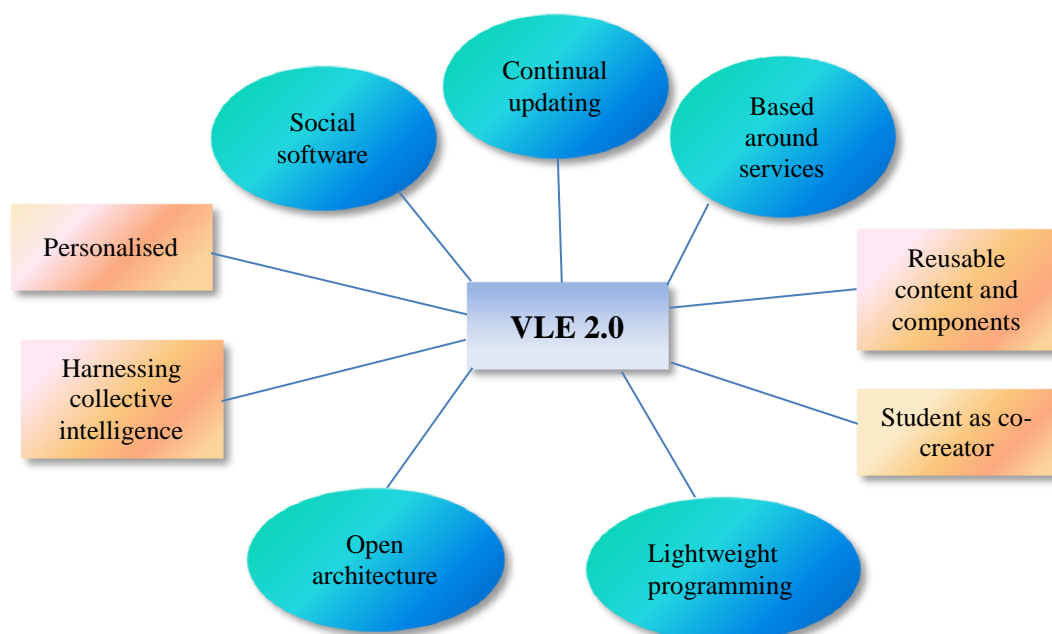 Continual
updating
Social
software
Based
around
services
Personalised
Reusable
content and
components
VLE 2.0
Harnessing
collective
intelligence
Student as co-
creator
Open
architecture
Lightweight
programming